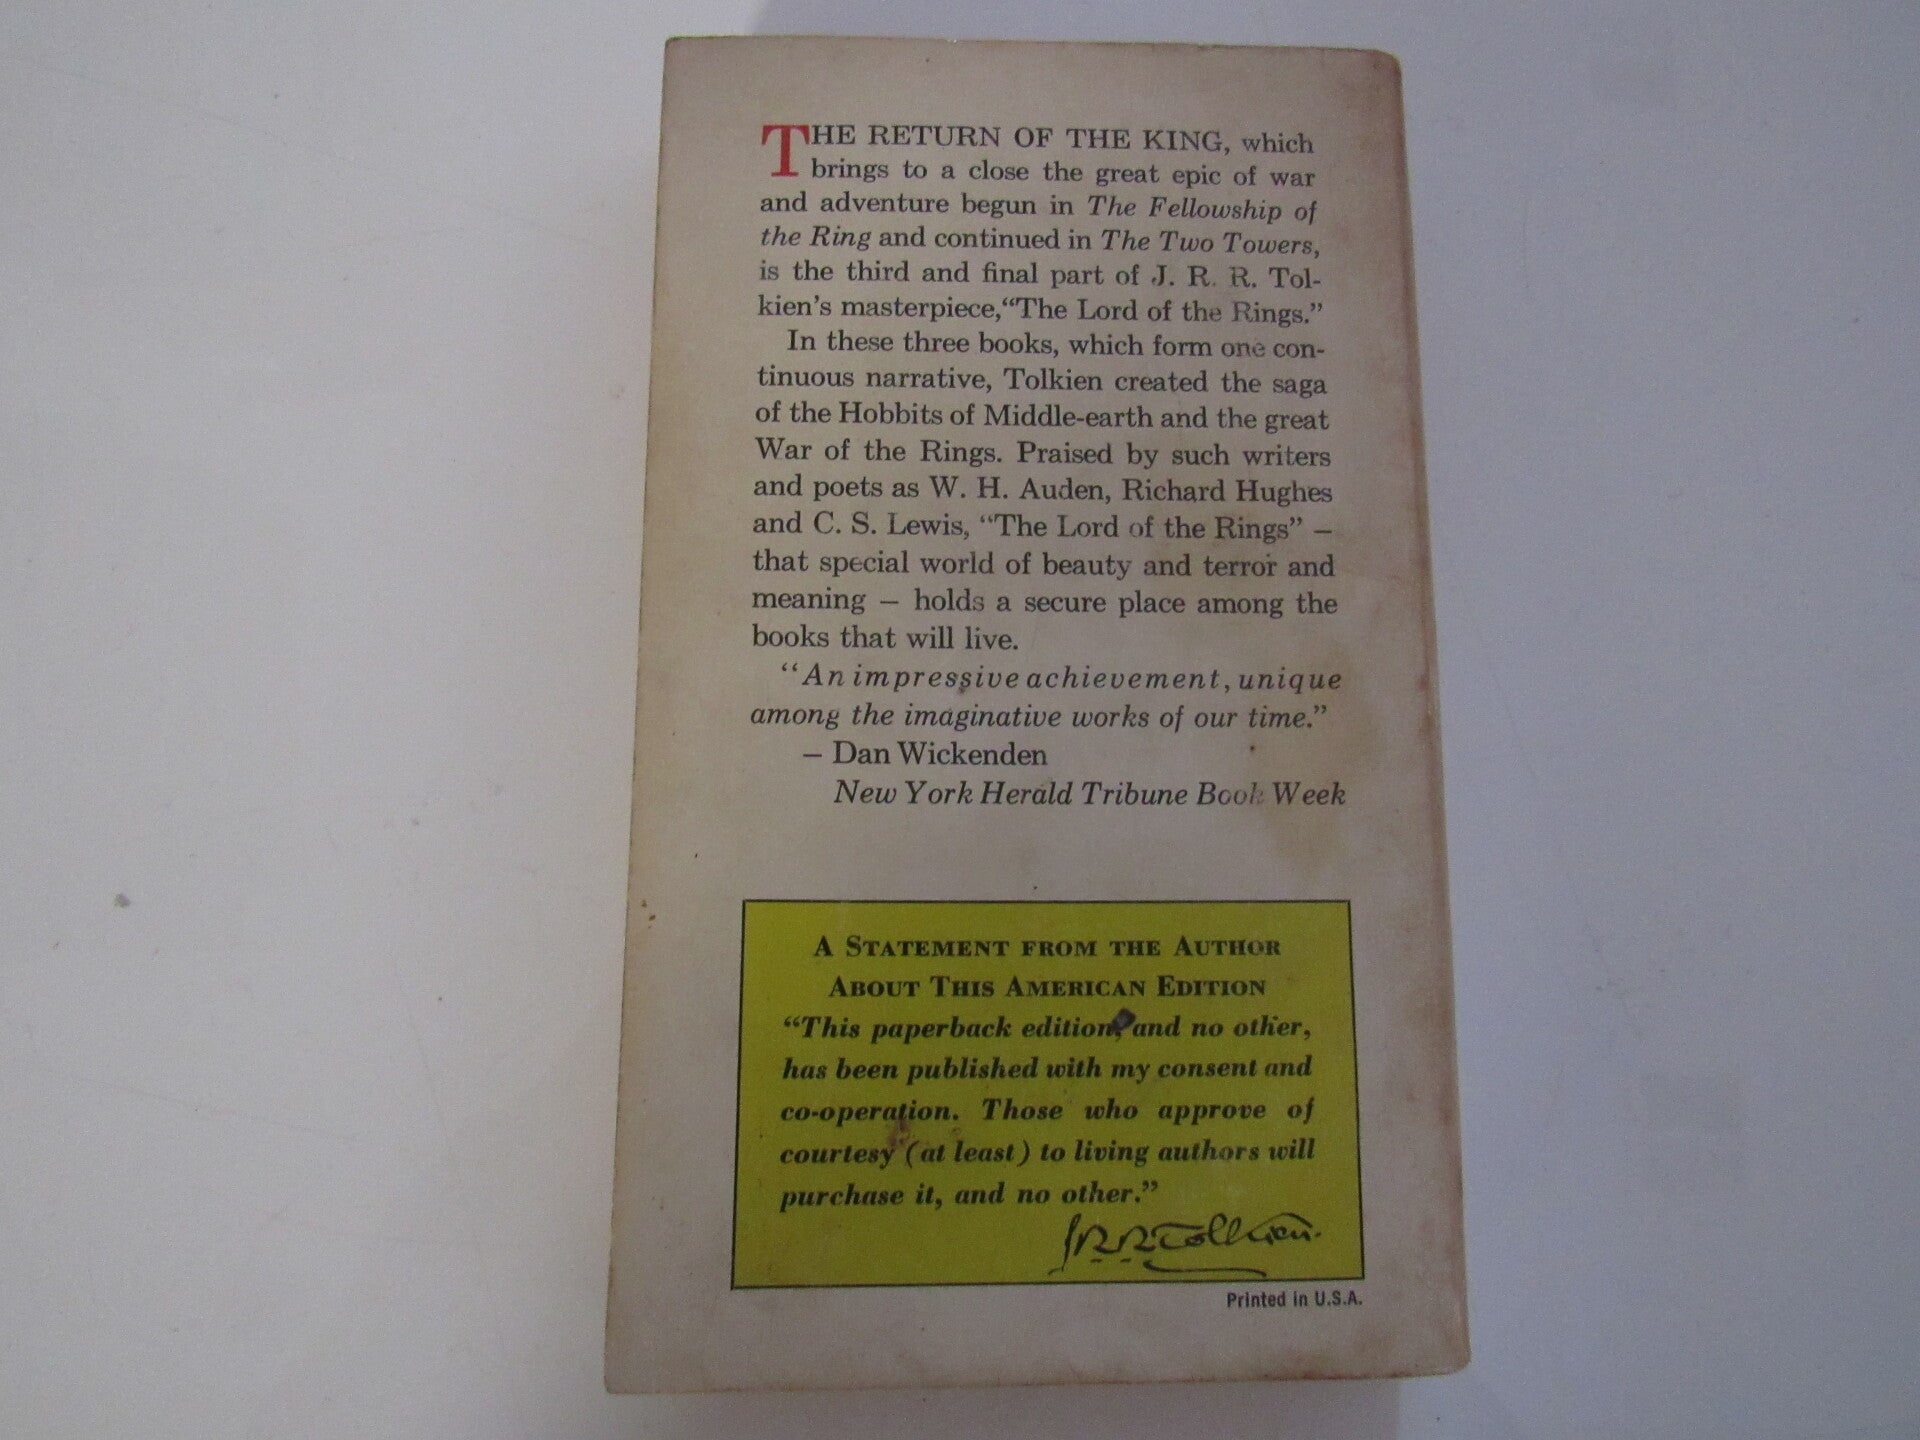 THE RETURN OF THE KING, which
brings to a close the great epic of war
and adventure begun in The Fellowship of
the Ring and continued in The Two Towers,
is the third and final part of J. R. R. Tol-
kien's masterpiece,"The Lord of the Rings."
In these three books, which form one con-
tinuous narrative, Tolkien created the saga
of the Hobbits of Middle-earth and the great
War of the Rings. Praised by such writers
and poets as W. H. Auden, Richard Hughes
and C. S. Lewis, "The Lord of the Rings" –
that special world of beauty and terror and
meaning – holds a secure place among the
books that will live.
"An impressive achievement, unique
among the imaginative works of our time."
– Dan Wickenden
New York Herald Tribune Book Week
A STATEMENT FROM THE AUTHOR
ABOUT THIS AMERICAN EDITION
"This paperback edition, and no other,
has been published with my consent and
co-operation. Those who approve of
courtesy (at least) to living authors will
purchase it, and no other."
J.R.R. Tolkien.
Printed in U.S.A.